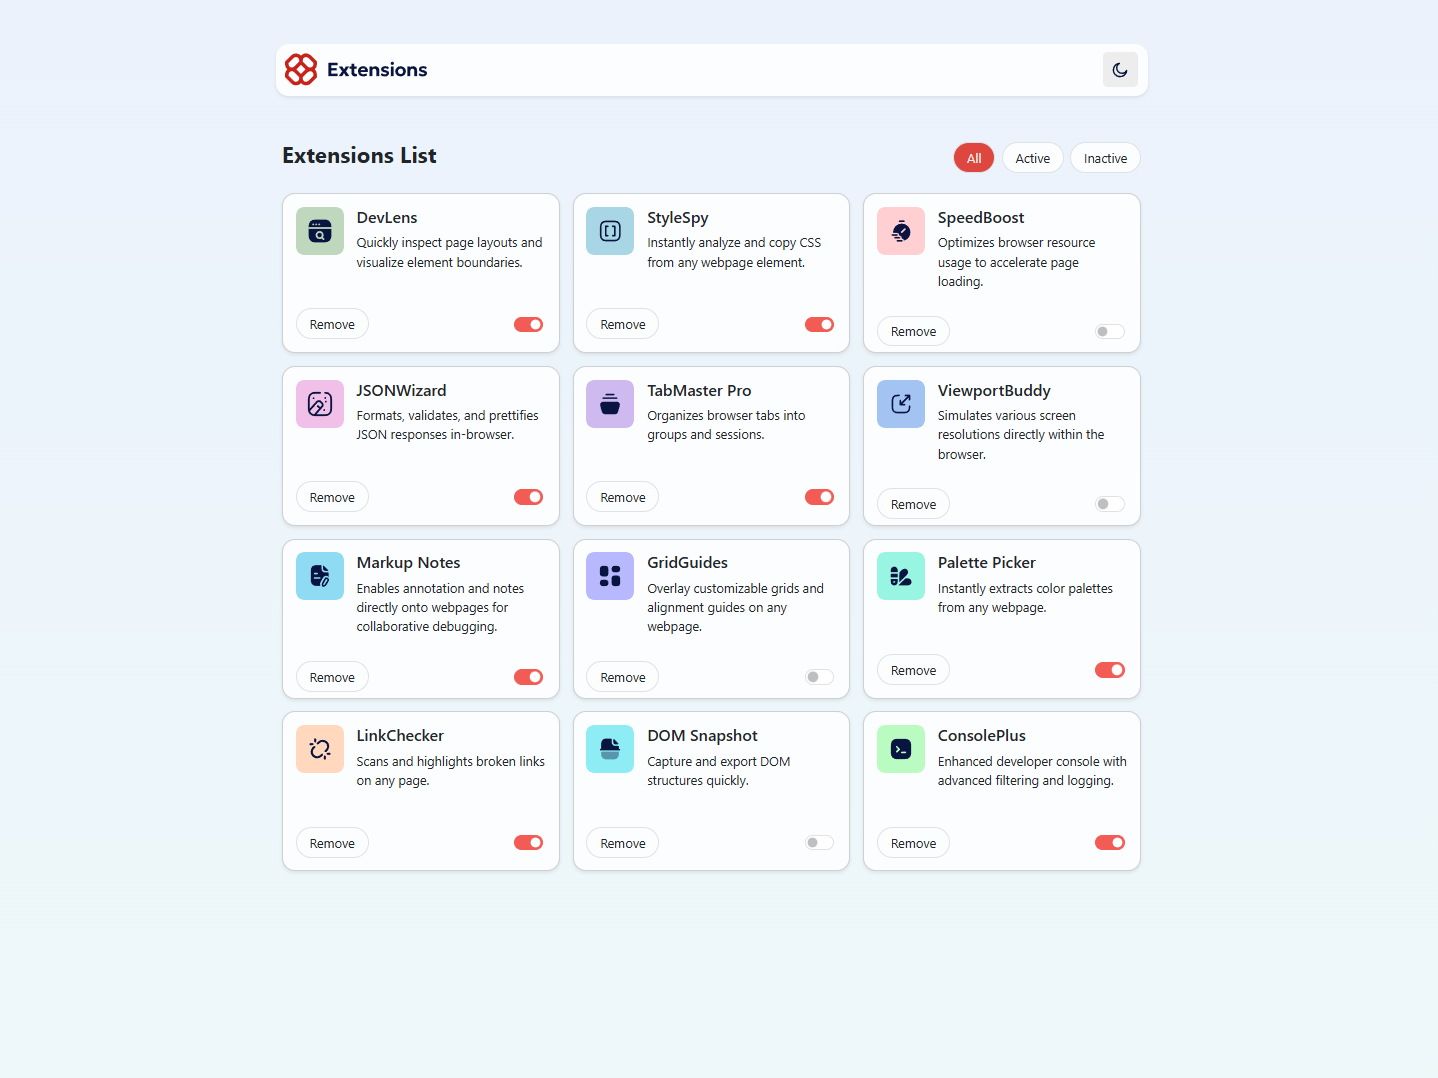 Extensions
Extensions List
All
Active
Inactive
DevLens
Quickly inspect page layouts and
visualize element boundaries.
Remove
StyleSpy
Instantly analyze and copy CSS
from any webpage element.
Remove
SpeedBoost
Optimizes browser resource
usage to accelerate page
loading.
Remove
JSONWizard
Formats, validates, and prettifies
JSON responses in-browser.
Remove
TabMaster Pro
Organizes browser tabs into
groups and sessions.
Remove
ViewportBuddy
Simulates various screen
resolutions directly within the
browser.
Remove
Markup Notes
Enables annotation and notes
directly onto webpages for
collaborative debugging.
Remove
GridGuides
Overlay customizable grids and
alignment guides on any
webpage.
Remove
Palette Picker
Instantly extracts color palettes
from any webpage.
Remove
LinkChecker
Scans and highlights broken links
on any page.
Remove
DOM Snapshot
Capture and export DOM
structures quickly.
Remove
ConsolePlus
Enhanced developer console with
advanced filtering and logging.
Remove